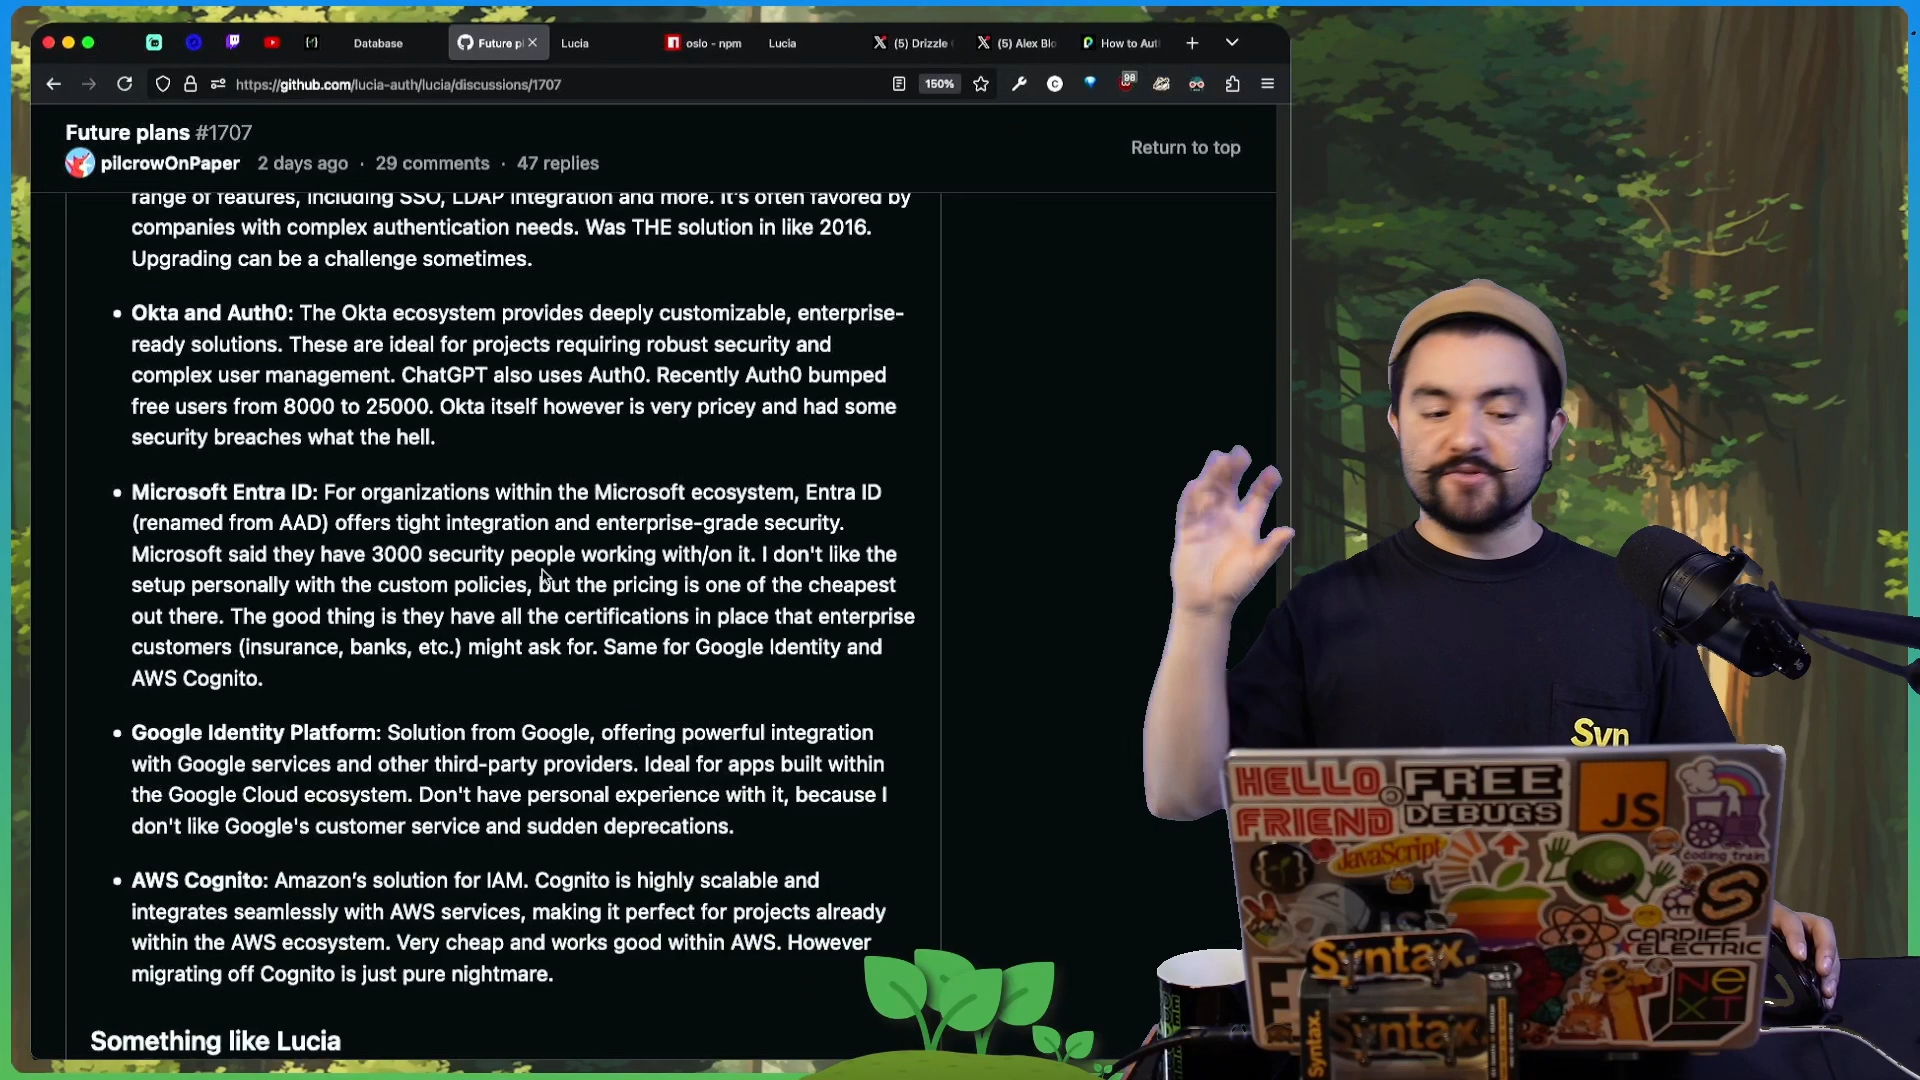 Database
Future pl
Lucia
oslo - npm
Lucia
(5) Drizzle
(5) Alex Blo
How to Aut
https://github.com/lucia-auth/lucia/discussions/1707
150%
98
Future plans #1707
pilcrowOnPaper 2 days ago · 29 comments · 47 replies
Return to top
range of features, including SSO, LDAP integration and more. It's often favored by
companies with complex authentication needs. Was THE solution in like 2016.
Upgrading can be a challenge sometimes.
• Okta and Auth0: The Okta ecosystem provides deeply customizable, enterprise-
ready solutions. These are ideal for projects requiring robust security and
complex user management. ChatGPT also uses Auth0. Recently Auth0 bumped
free users from 8000 to 25000. Okta itself however is very pricey and had some
security breaches what the hell.
• Microsoft Entra ID: For organizations within the Microsoft ecosystem, Entra ID
(renamed from AAD) offers tight integration and enterprise-grade security.
Microsoft said they have 3000 security people working with/on it. I don't like the
setup personally with the custom policies, but the pricing is one of the cheapest
out there. The good thing is they have all the certifications in place that enterprise
customers (insurance, banks, etc.) might ask for. Same for Google Identity and
AWS Cognito.
• Google Identity Platform: Solution from Google, offering powerful integration
with Google services and other third-party providers. Ideal for apps built within
the Google Cloud ecosystem. Don't have personal experience with it, because I
don't like Google's customer service and sudden deprecations.
• AWS Cognito: Amazon's solution for IAM. Cognito is highly scalable and
integrates seamlessly with AWS services, making it perfect for projects already
within the AWS ecosystem. Very cheap and works good within AWS. However
migrating off Cognito is just pure nightmare.
Something like Lucia
Syn
HELLO
FRIEND
FREE
DEBUGS
JS
JavaScript
coding train
CARDIFF
ELECTRIC
Syntax.
Syntax
Syntax.
NEXT